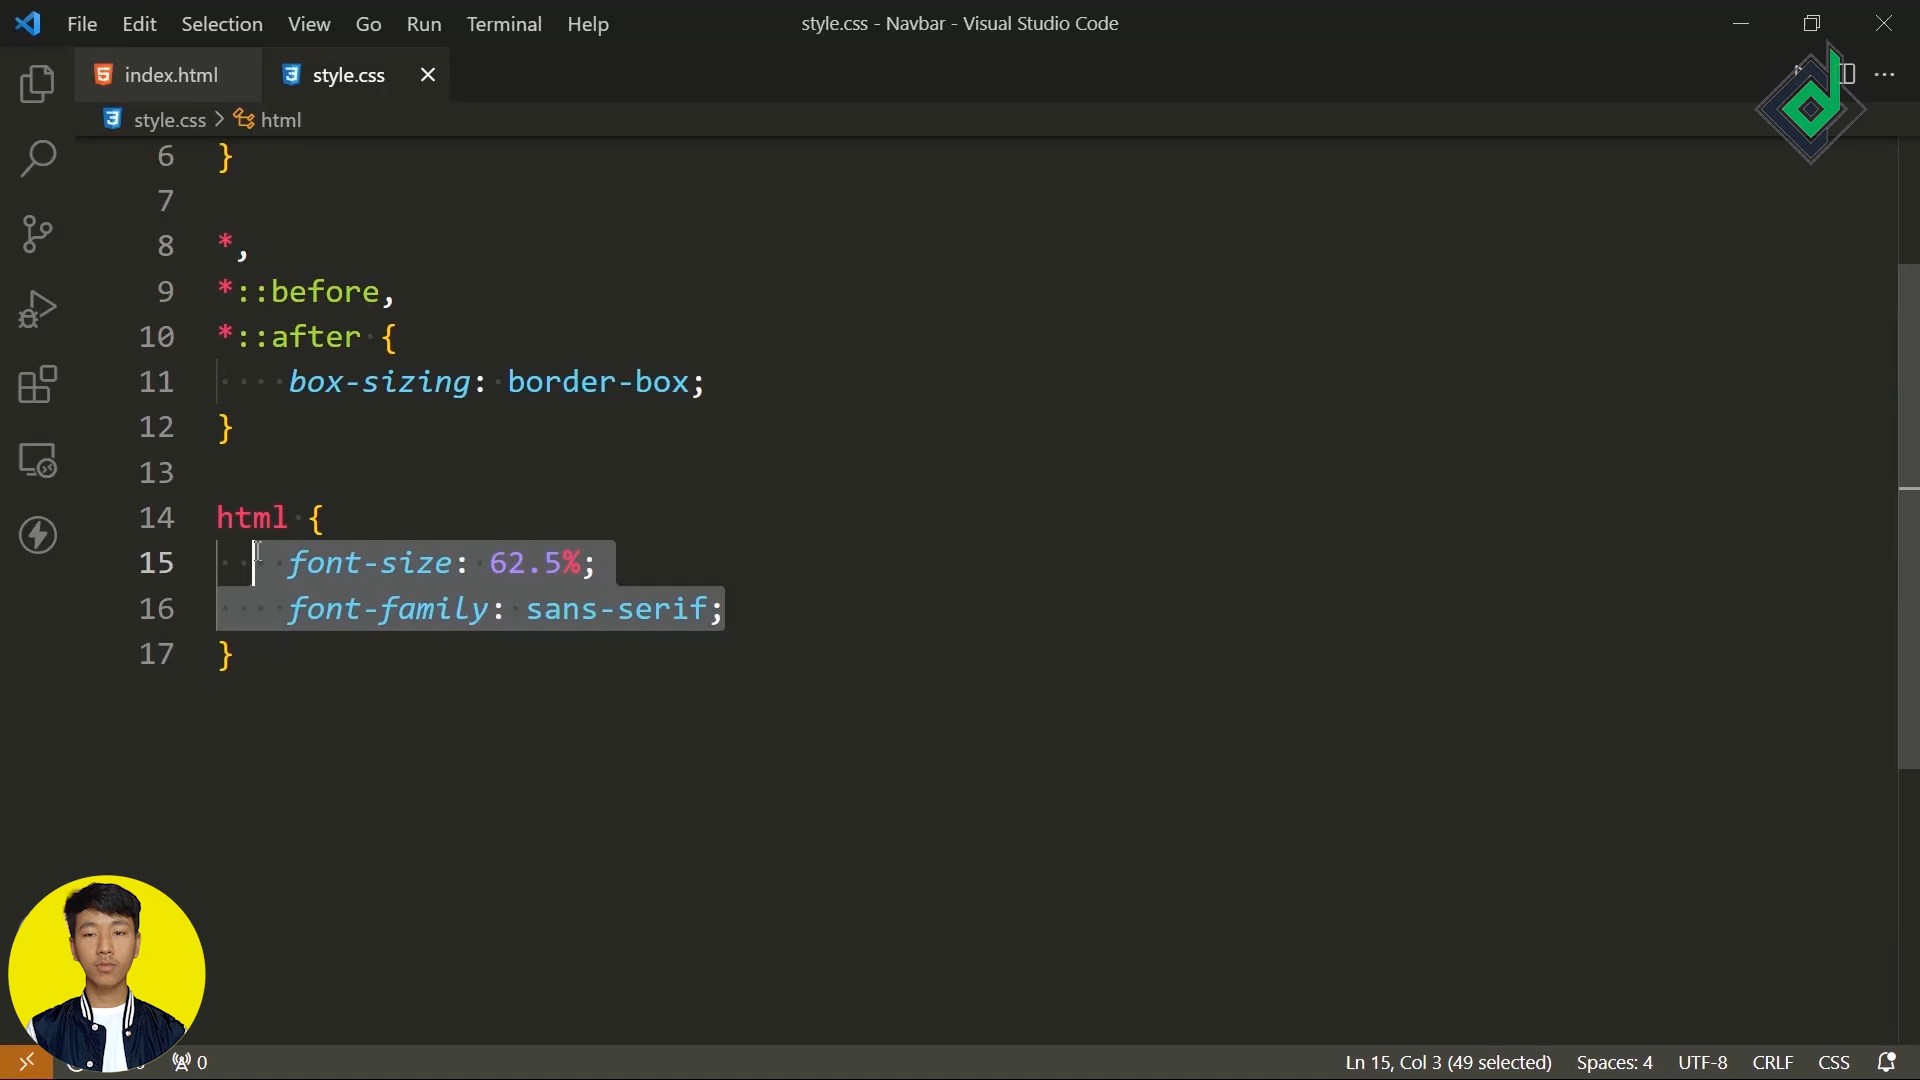 File Edit Selection View Go Run Terminal Help
style.css - Navbar - Visual Studio Code
index.html
style.css
style.css > html
6 }
7
8 *,
9 *::before,
10 *::after {
11 box-sizing: border-box;
12 }
13
14 html {
15 font-size: 62.5%;
16 font-family: sans-serif;
17 }
0
Ln 15, Col 3 (49 selected)
Spaces: 4
UTF-8
CRLF
CSS